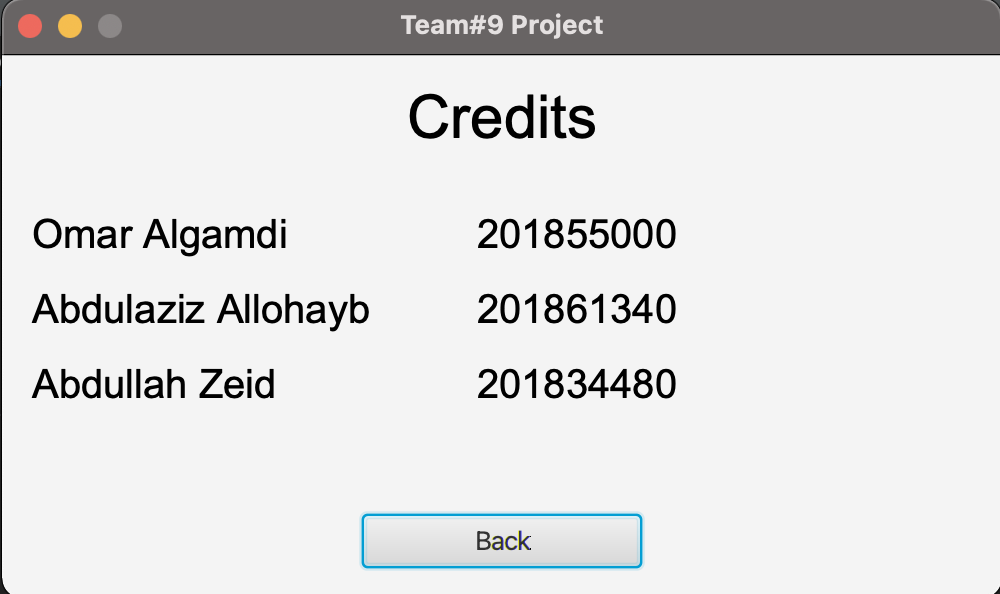 Team#9 Project
Credits
Omar Algamdi 201855000
Abdulaziz Allohayb 201861340
Abdullah Zeid 201834480
Back